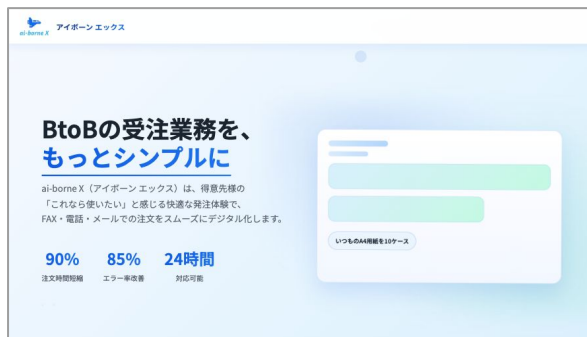 ai-borne X
アイボーン エックス
BtoBの受注業務を、
もっとシンプルに
ai-borne X（アイボーン エックス）は、得意先様の
「これなら使いたい」と感じる快適な発注体験で、
FAX・電話・メールでの注文をスムーズにデジタル化します。
90%
注文時間短縮
85%
エラー率改善
24時間
対応可能
いつものA4用紙を10ケース